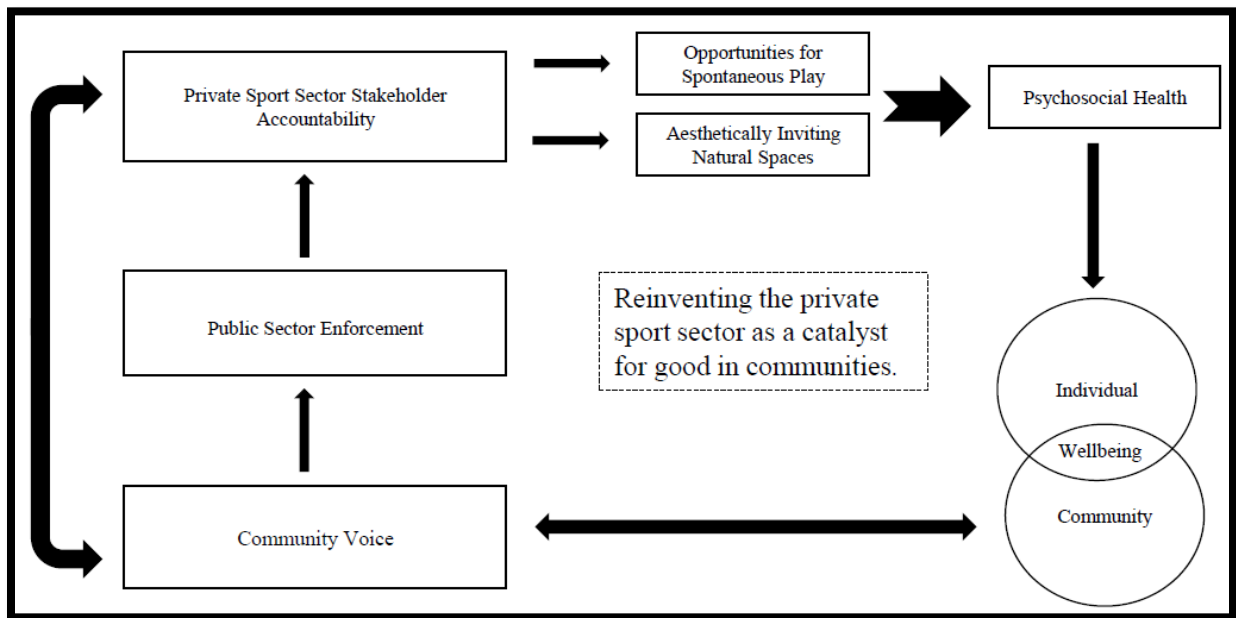 Private Sport Sector Stakeholder
Accountability
Opportunities for
Spontaneous Play
Aesthetically Inviting
Natural Spaces
Psychosocial Health
Public Sector Enforcement
Reinventing the private
sport sector as a catalyst
for good in communities.
Individual
Wellbeing
Community
Community Voice